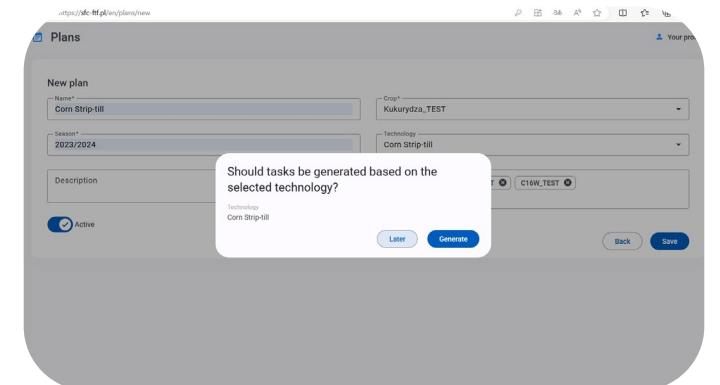 https://sfc-ftf.pl/en/plans/new
Plans
Your pro
New plan
Name*
Corn Strip-till
Crop*
Kukurydza_TEST
Season*
2023/2024
Technology
Corn Strip-till
Description
T
C16W_TEST
Should tasks be generated based on the
selected technology?
Technology
Corn Strip-till
Later
Generate
Active
Back
Save